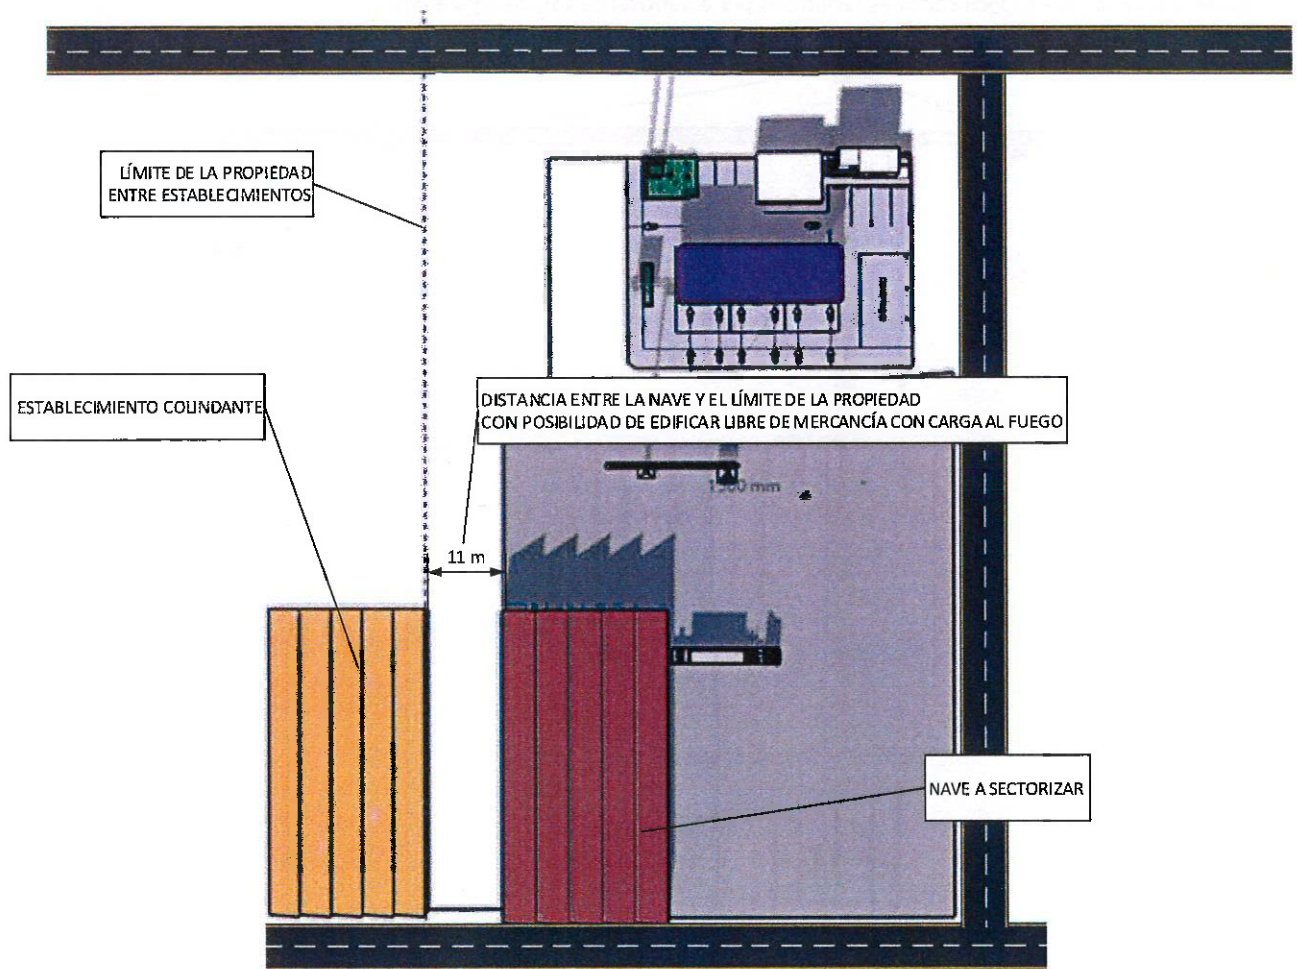 LÍMITE DE LA PROPIEDAD
ENTRE ESTABLECIMIENTOS
ESTABLECIMIENTO COLINDANTE
DISTANCIA ENTRE LA NAVE Y EL LÍMITE DE LA PROPIEDAD
CON POSIBILIDAD DE EDIFICAR LIBRE DE MERCANCÍA CON CARGA AL FUEGO
mm
11 m
NAVE A SECTORIZAR